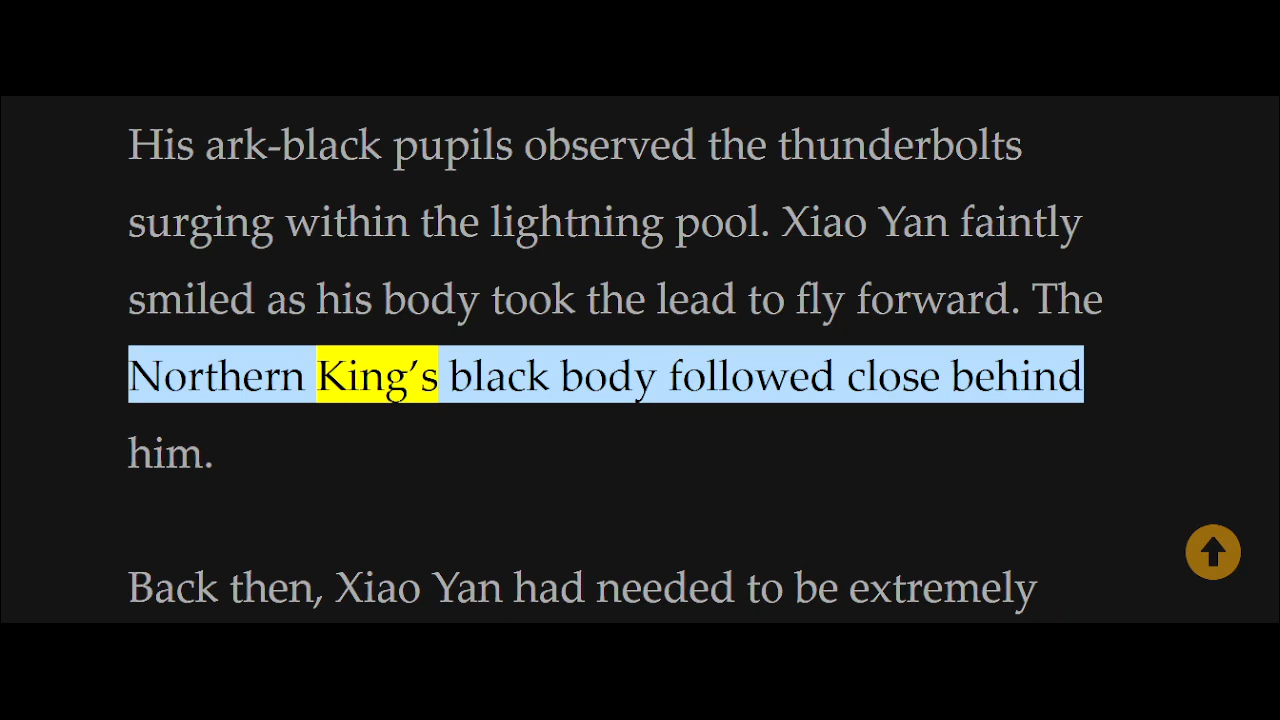 His ark-black pupils observed the thunderbolts
surging within the lightning pool. Xiao Yan faintly
smiled as his body took the lead to fly forward. The
Northern King’s black body followed close behind
him.
Back then, Xiao Yan had needed to be extremely